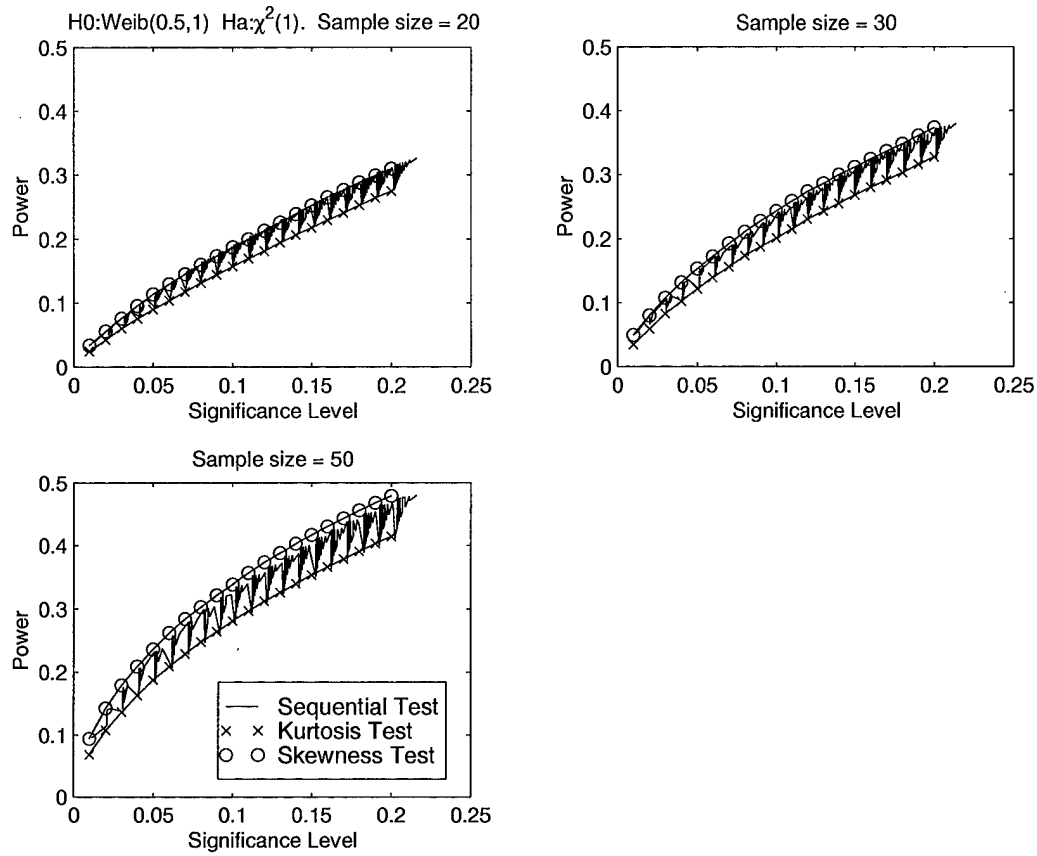 H0:Weib(0.5,1) Ha:χ²(1). Sample size = 20
0.5
0.4
0.3
0.2
0.1
0
Power
0 0.05 0.1 0.15 0.2 0.25
Significance Level
Sample size = 30
0.5
0.4
0.3
0.2
0.1
0
Power
0 0.05 0.1 0.15 0.2 0.25
Significance Level
Sample size = 50
0.5
0.4
0.3
0.2
0.1
0
Power
Sequential Test
Kurtosis Test
Skewness Test
0 0.05 0.1 0.15 0.2 0.25
Significance Level